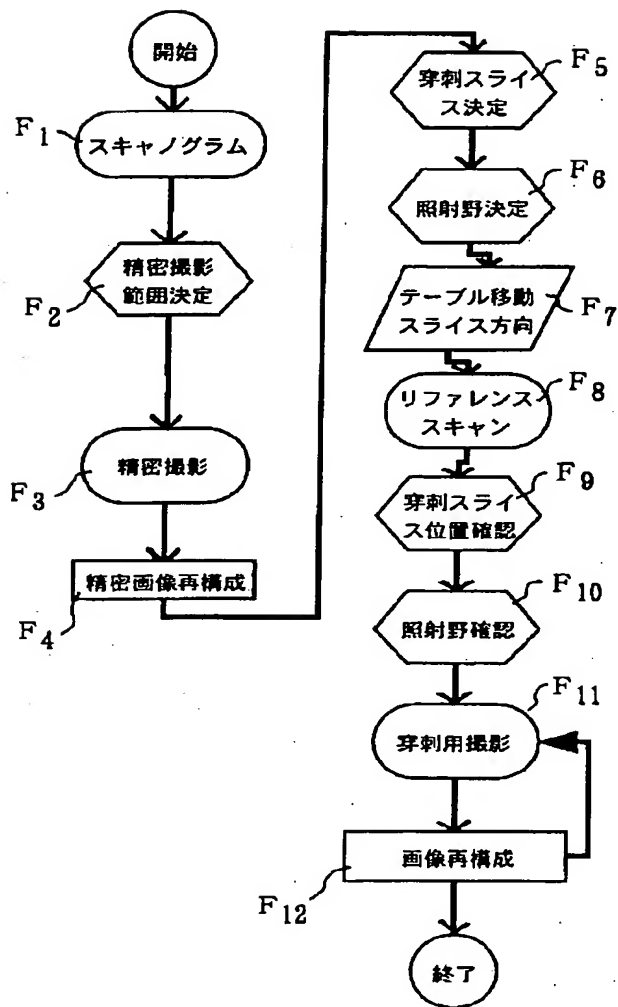 開始
F1
スキャノグラム
F2
精密撮影
範囲決定
F3
精密撮影
精密画像再構成
F4
F5
穿刺スライ
ス決定
F6
照射野決定
F7
テーブル移動
スライス方向
F8
リファレンス
スキャン
F9
穿刺スライ
ス位置確認
F10
照射野確認
F11
穿刺用撮影
画像再構成
F12
終了